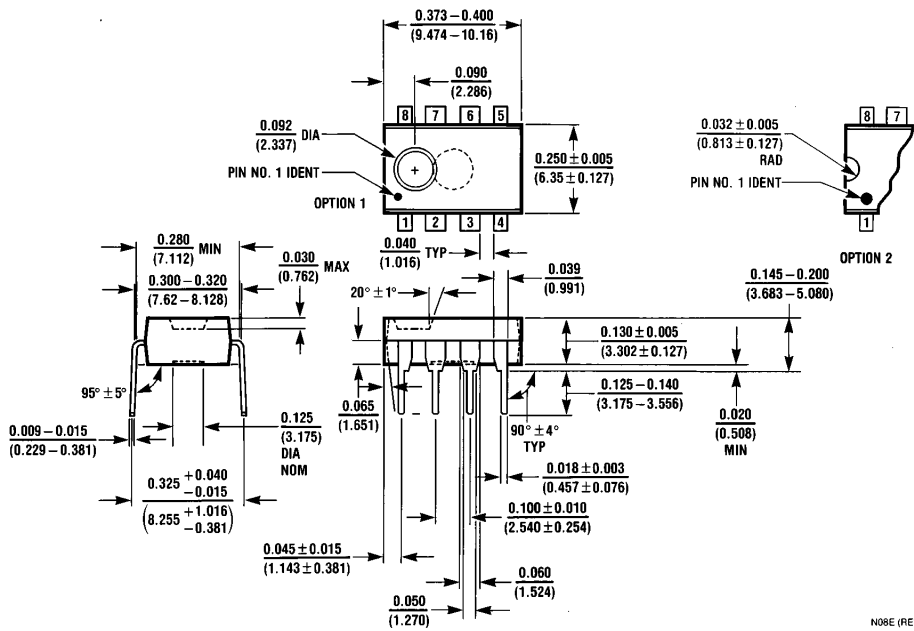 0.373 – 0.400
(9.474 – 10.16)
0.090
(2.286)
8 7 6 5
0.092 DIA
(2.337)
+
PIN NO. 1 IDENT
OPTION 1
1 2 3 4
0.250 ± 0.005
(6.35 ± 0.127)
8 7
0.032 ± 0.005
(0.813 ± 0.127)
RAD
PIN NO. 1 IDENT
1
OPTION 2
0.280 MIN
(7.112)
0.300 – 0.320
(7.62 – 8.128)
0.030 MAX
(0.762)
0.040 TYP
(1.016)
0.039
(0.991)
20° ± 1°
0.145 – 0.200
(3.683 – 5.080)
0.130 ± 0.005
(3.302 ± 0.127)
95° ± 5°
0.009 – 0.015
(0.229 – 0.381)
0.125
(3.175)
DIA
NOM
0.065
(1.651)
90° ± 4°
TYP
0.125 – 0.140
(3.175 – 3.556)
0.020
(0.508)
MIN
0.018 ± 0.003
(0.457 ± 0.076)
0.325 +0.040 −0.015
(8.255 +1.016 −0.381)
0.100 ± 0.010
(2.540 ± 0.254)
0.045 ± 0.015
(1.143 ± 0.381)
0.060
(1.524)
0.050
(1.270)
N08E (RE